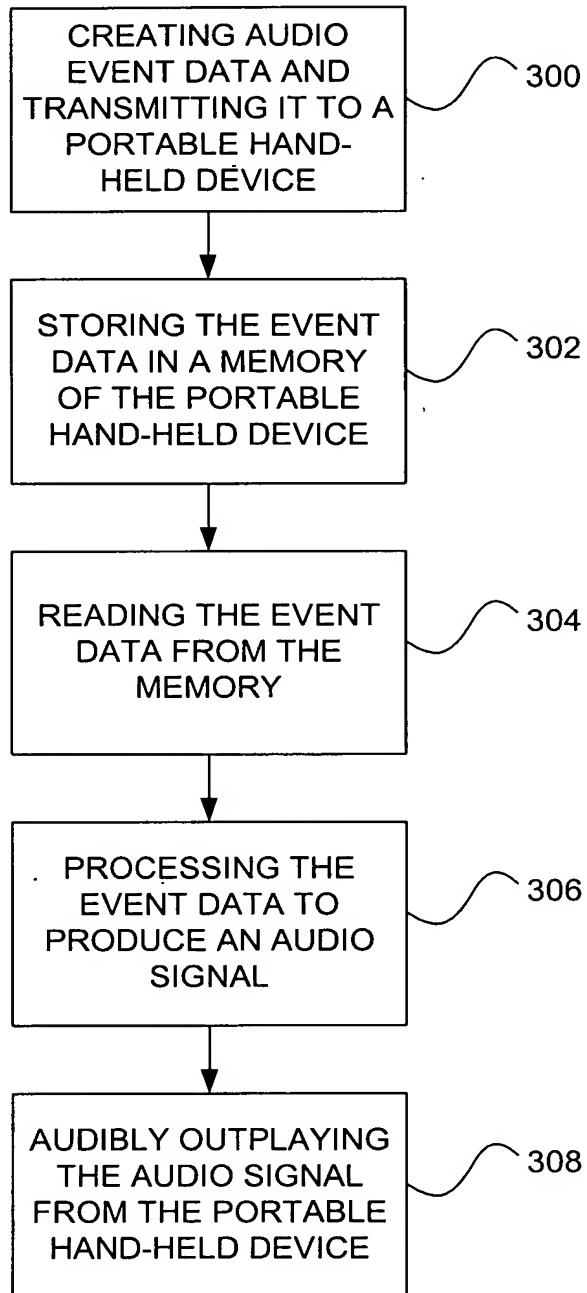 CREATING AUDIO
EVENT DATA AND
TRANSMITTING IT TO A
PORTABLE HAND-
HELD DEVICE
300
STORING THE EVENT
DATA IN A MEMORY
OF THE PORTABLE
HAND-HELD DEVICE
302
READING THE EVENT
DATA FROM THE
MEMORY
304
PROCESSING THE
EVENT DATA TO
PRODUCE AN AUDIO
SIGNAL
306
AUDIBLY OUTPLAYING
THE AUDIO SIGNAL
FROM THE PORTABLE
HAND-HELD DEVICE
308